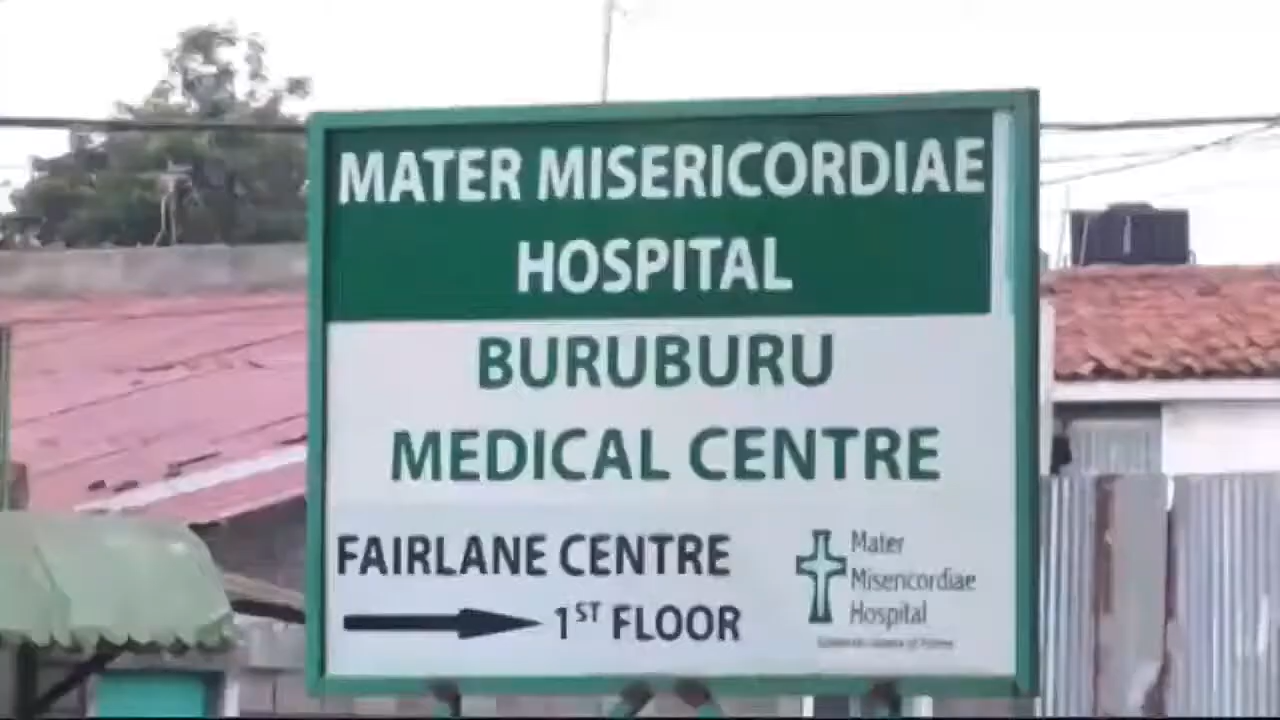 MATER MISERICORDIAE
HOSPITAL
BURUBURU
MEDICAL CENTRE
FAIRLANE CENTRE
1ST FLOOR
Mater
Misericordiae
Hospital